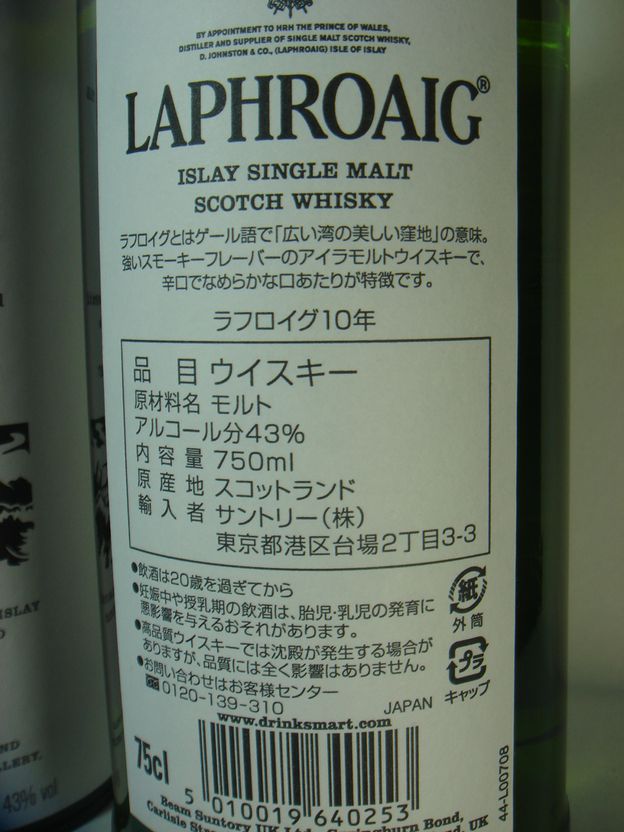 BY APPOINTMENT TO HRH THE PRINCE OF WALES,
DISTILLER AND SUPPLIER OF SINGLE MALT SCOTCH WHISKY,
D. JOHNSTON & CO., (LAPHROAIG) ISLE OF ISLAY
LAPHROAIG®
ISLAY SINGLE MALT
SCOTCH WHISKY
ラフロイグとはゲール語で「広い湾の美しい窪地」の意味。
強いスモーキーフレーバーのアイラモルトウイスキーで、
辛口でなめらかな口あたりが特徴です。
ラフロイグ10年
品 目 ウイスキー
原材料名 モルト
アルコール分43%
内容量 750ml
原産地 スコットランド
輸入者 サントリー(株)
東京都港区台場2丁目3-3
●飲酒は20歳を過ぎてから
●妊娠中や授乳期の飲酒は、胎児・乳児の発育に
悪影響を与えるおそれがあります。
●高品質ウイスキーでは沈殿が発生する場合が
ありますが、品質には全く影響はありません。
●お問い合わせはお客様センター
0120-139-310
紙
外筒
プラ
キャップ
JAPAN
www.drinksmart.com
75cl
5 010019 640253
44-L00708
Beam Suntory UK Ltd., Springburn Bond,
Carlisle
UK
ISLAY
43% vol